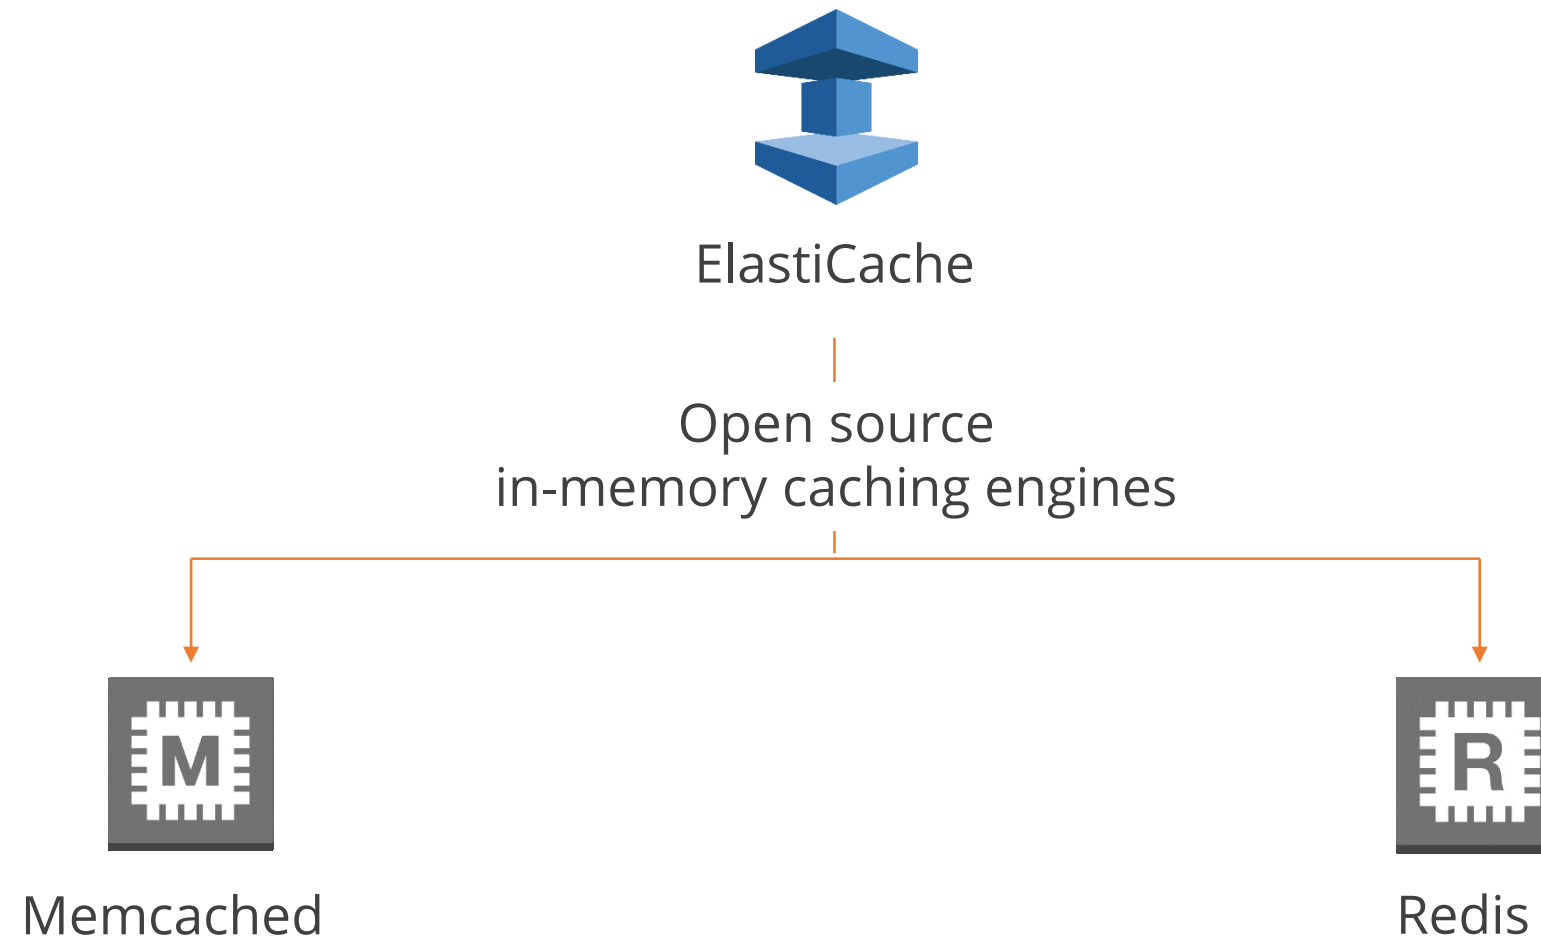 ElastiCache
Open source
in-memory caching engines
M
R
Memcached
Redis